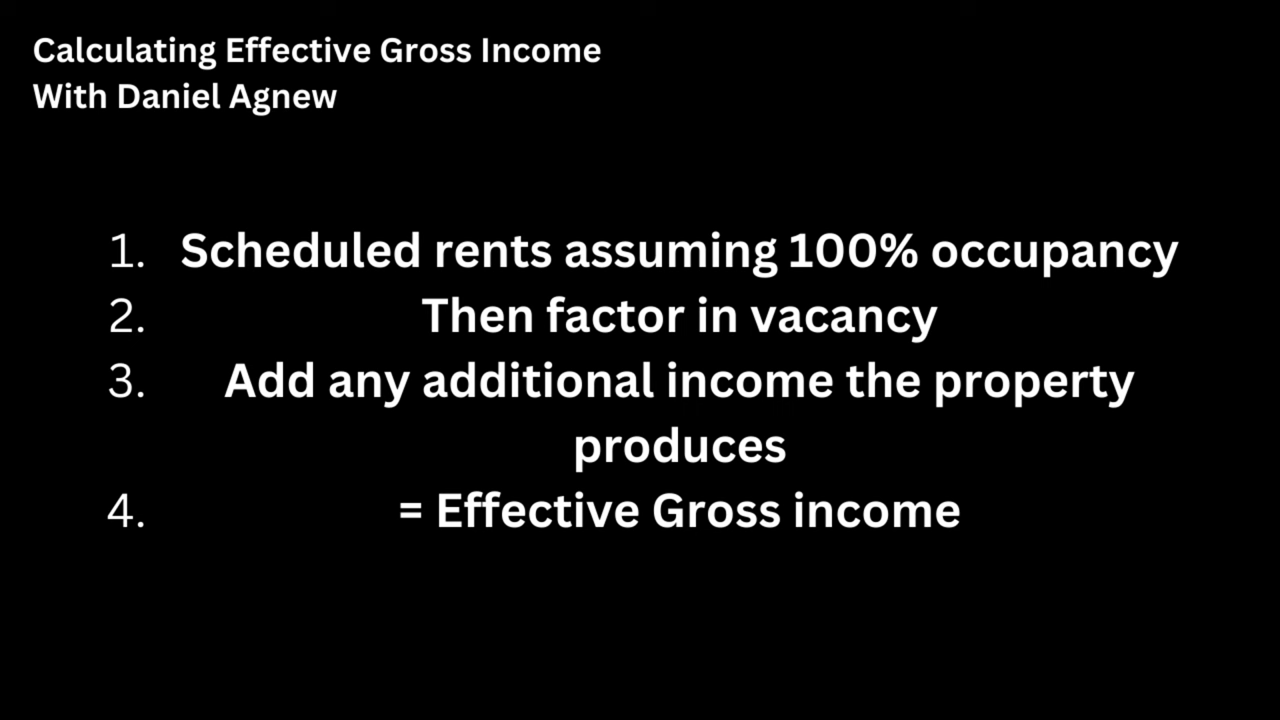 Calculating Effective Gross Income
With Daniel Agnew
1. Scheduled rents assuming 100% occupancy
2. Then factor in vacancy
3. Add any additional income the property
produces
4. = Effective Gross income